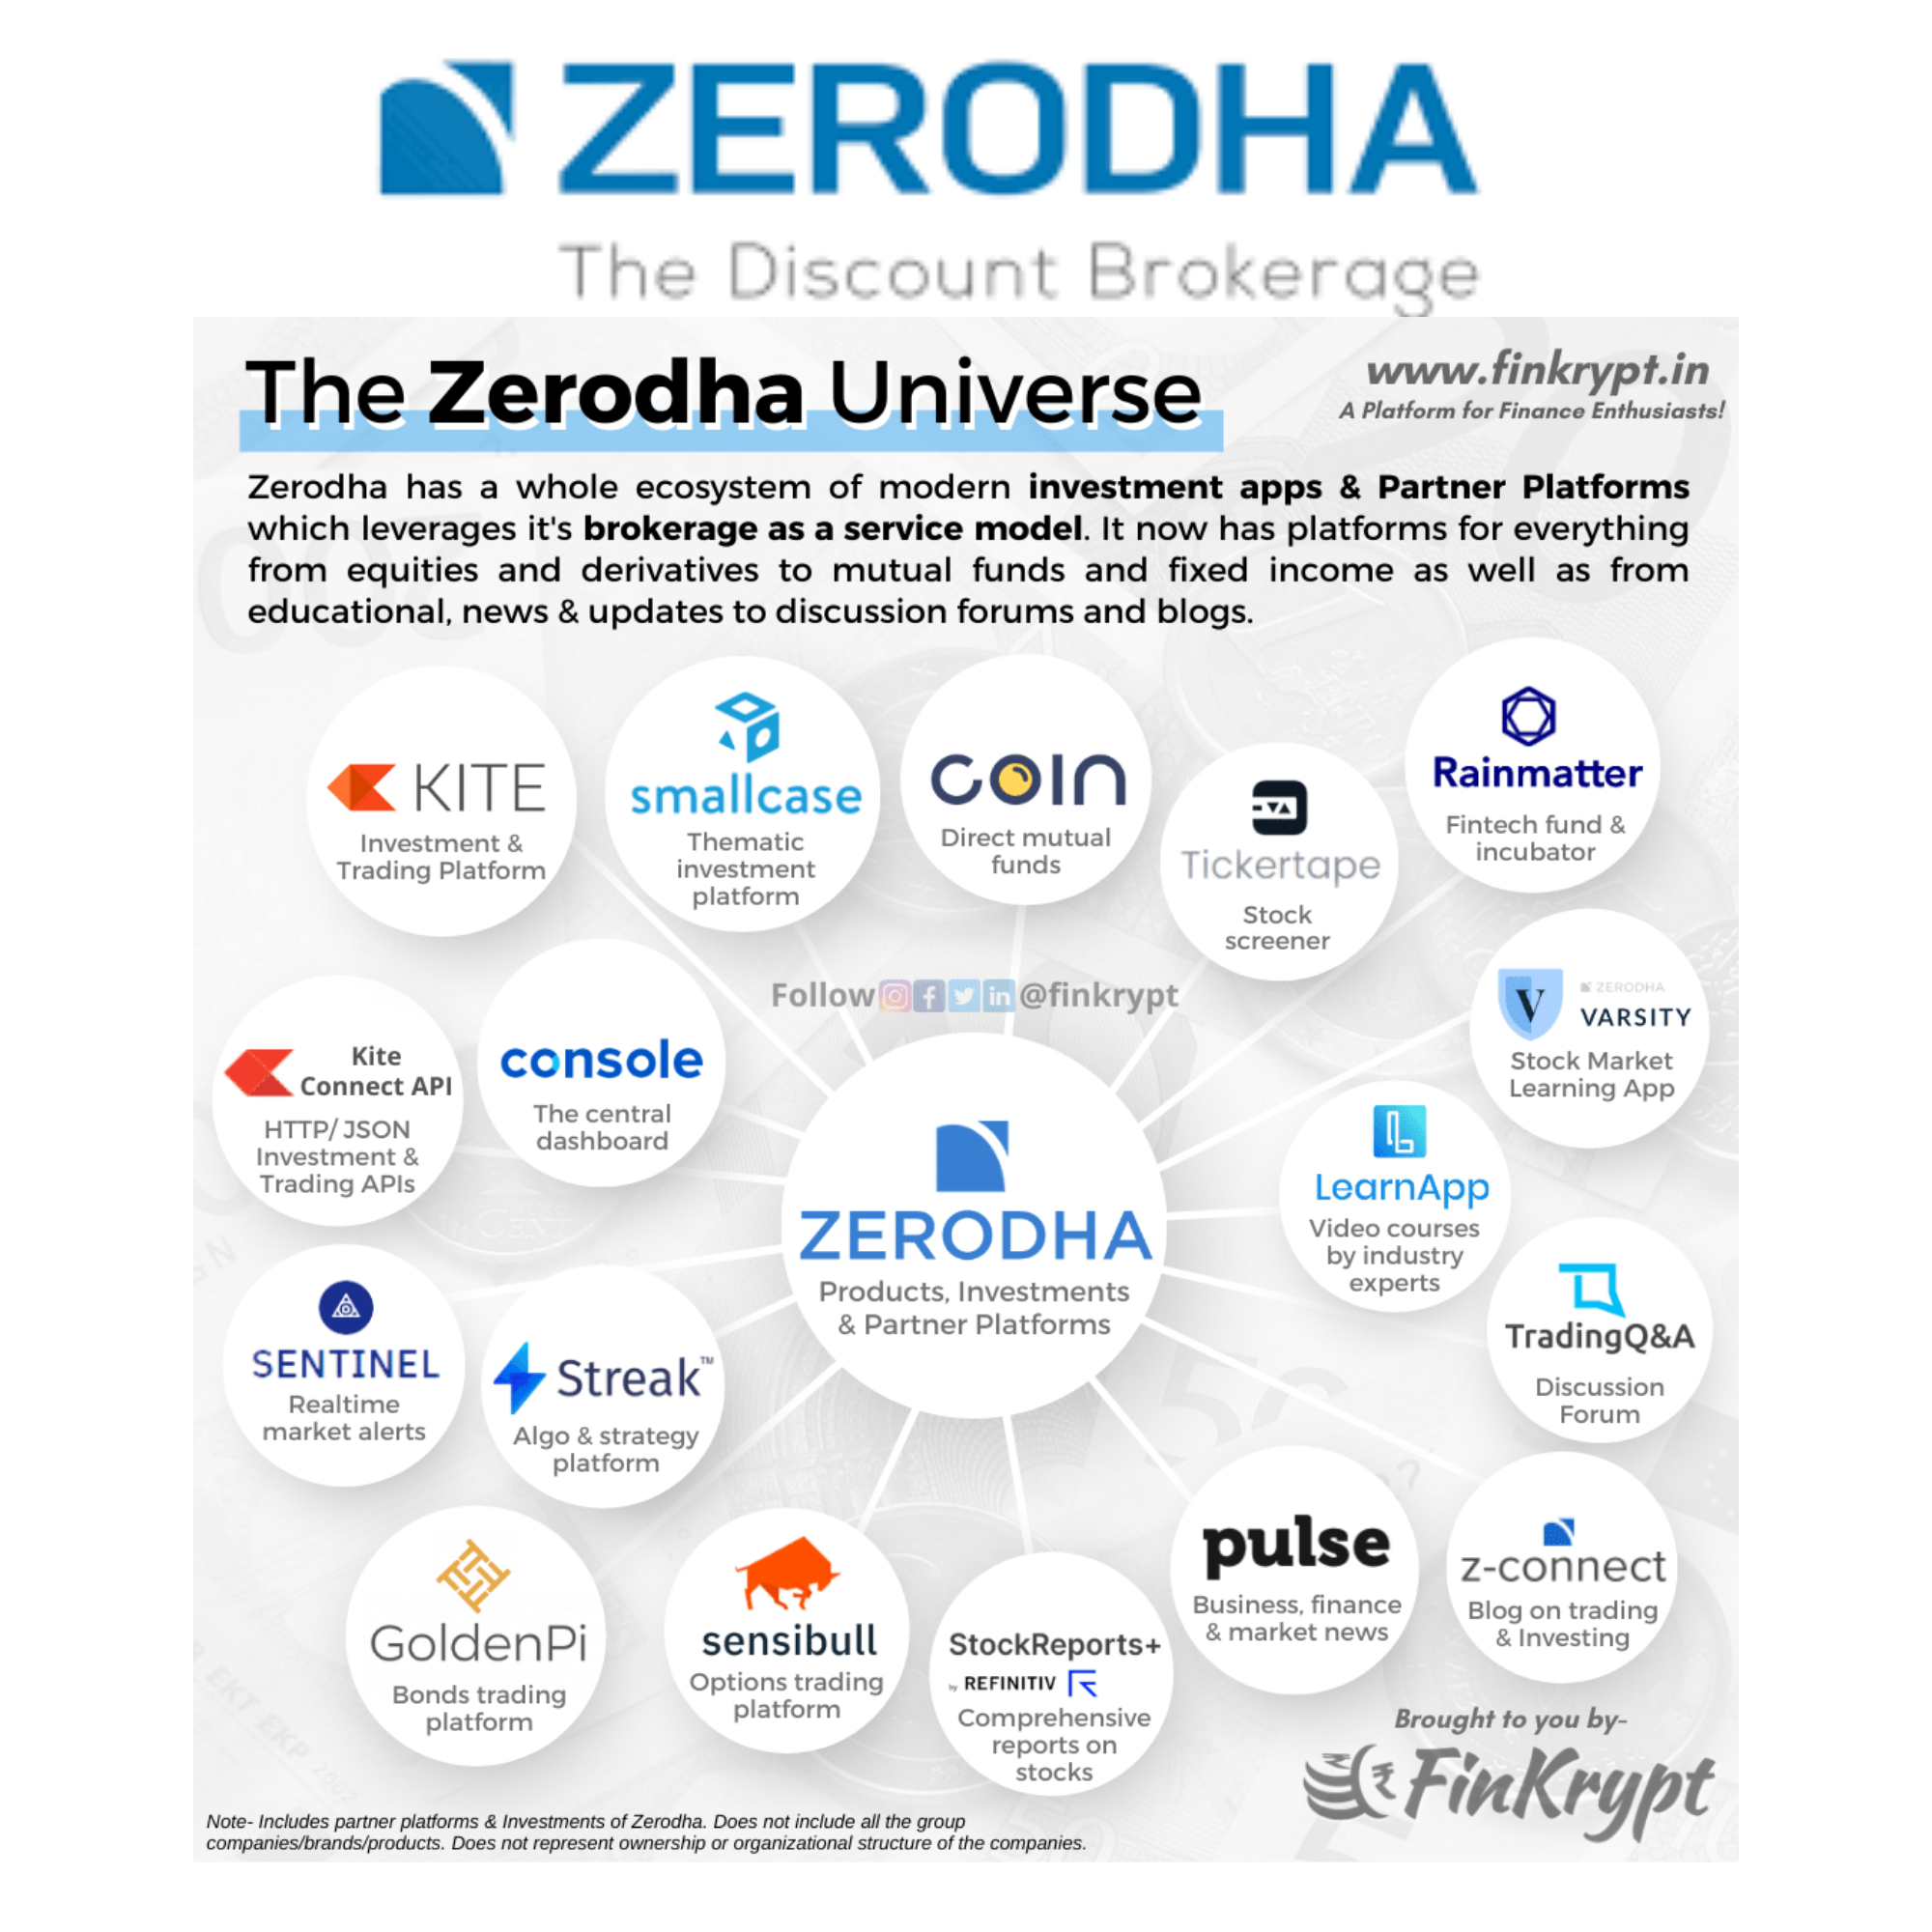 ZERODHA
The Discount Brokerage
The Zerodha Universe
www.finkrypt.in
A Platform for Finance Enthusiasts!
Zerodha has a whole ecosystem of modern investment apps & Partner Platforms
which leverages it's brokerage as a service model. It now has platforms for everything
from equities and derivatives to mutual funds and fixed income as well as from
educational, news & updates to discussion forums and blogs.
KITE
Investment &
Trading Platform
smallcase
Thematic
investment
platform
COIN
Direct mutual
funds
Tickertape
Stock
screener
Rainmatter
Fintech fund &
incubator
Follow @finkrypt
ZERODHA
VARSITY
Stock Market
Learning App
Kite
Connect API
HTTP/ JSON
Investment &
Trading APIs
console
The central
dashboard
ZERODHA
Products, Investments
& Partner Platforms
LearnApp
Video courses
by industry
experts
TradingQ&A
Discussion
Forum
SENTINEL
Realtime
market alerts
Streak™
Algo & strategy
platform
GoldenPi
Bonds trading
platform
sensibull
Options trading
platform
StockReports+
by REFINITIV
Comprehensive
reports on
stocks
pulse
Business, finance
& market news
z-connect
Blog on trading
& Investing
Brought to you by-
FinKrypt
Note- Includes partner platforms & Investments of Zerodha. Does not include all the group
companies/brands/products. Does not represent ownership or organizational structure of the companies.